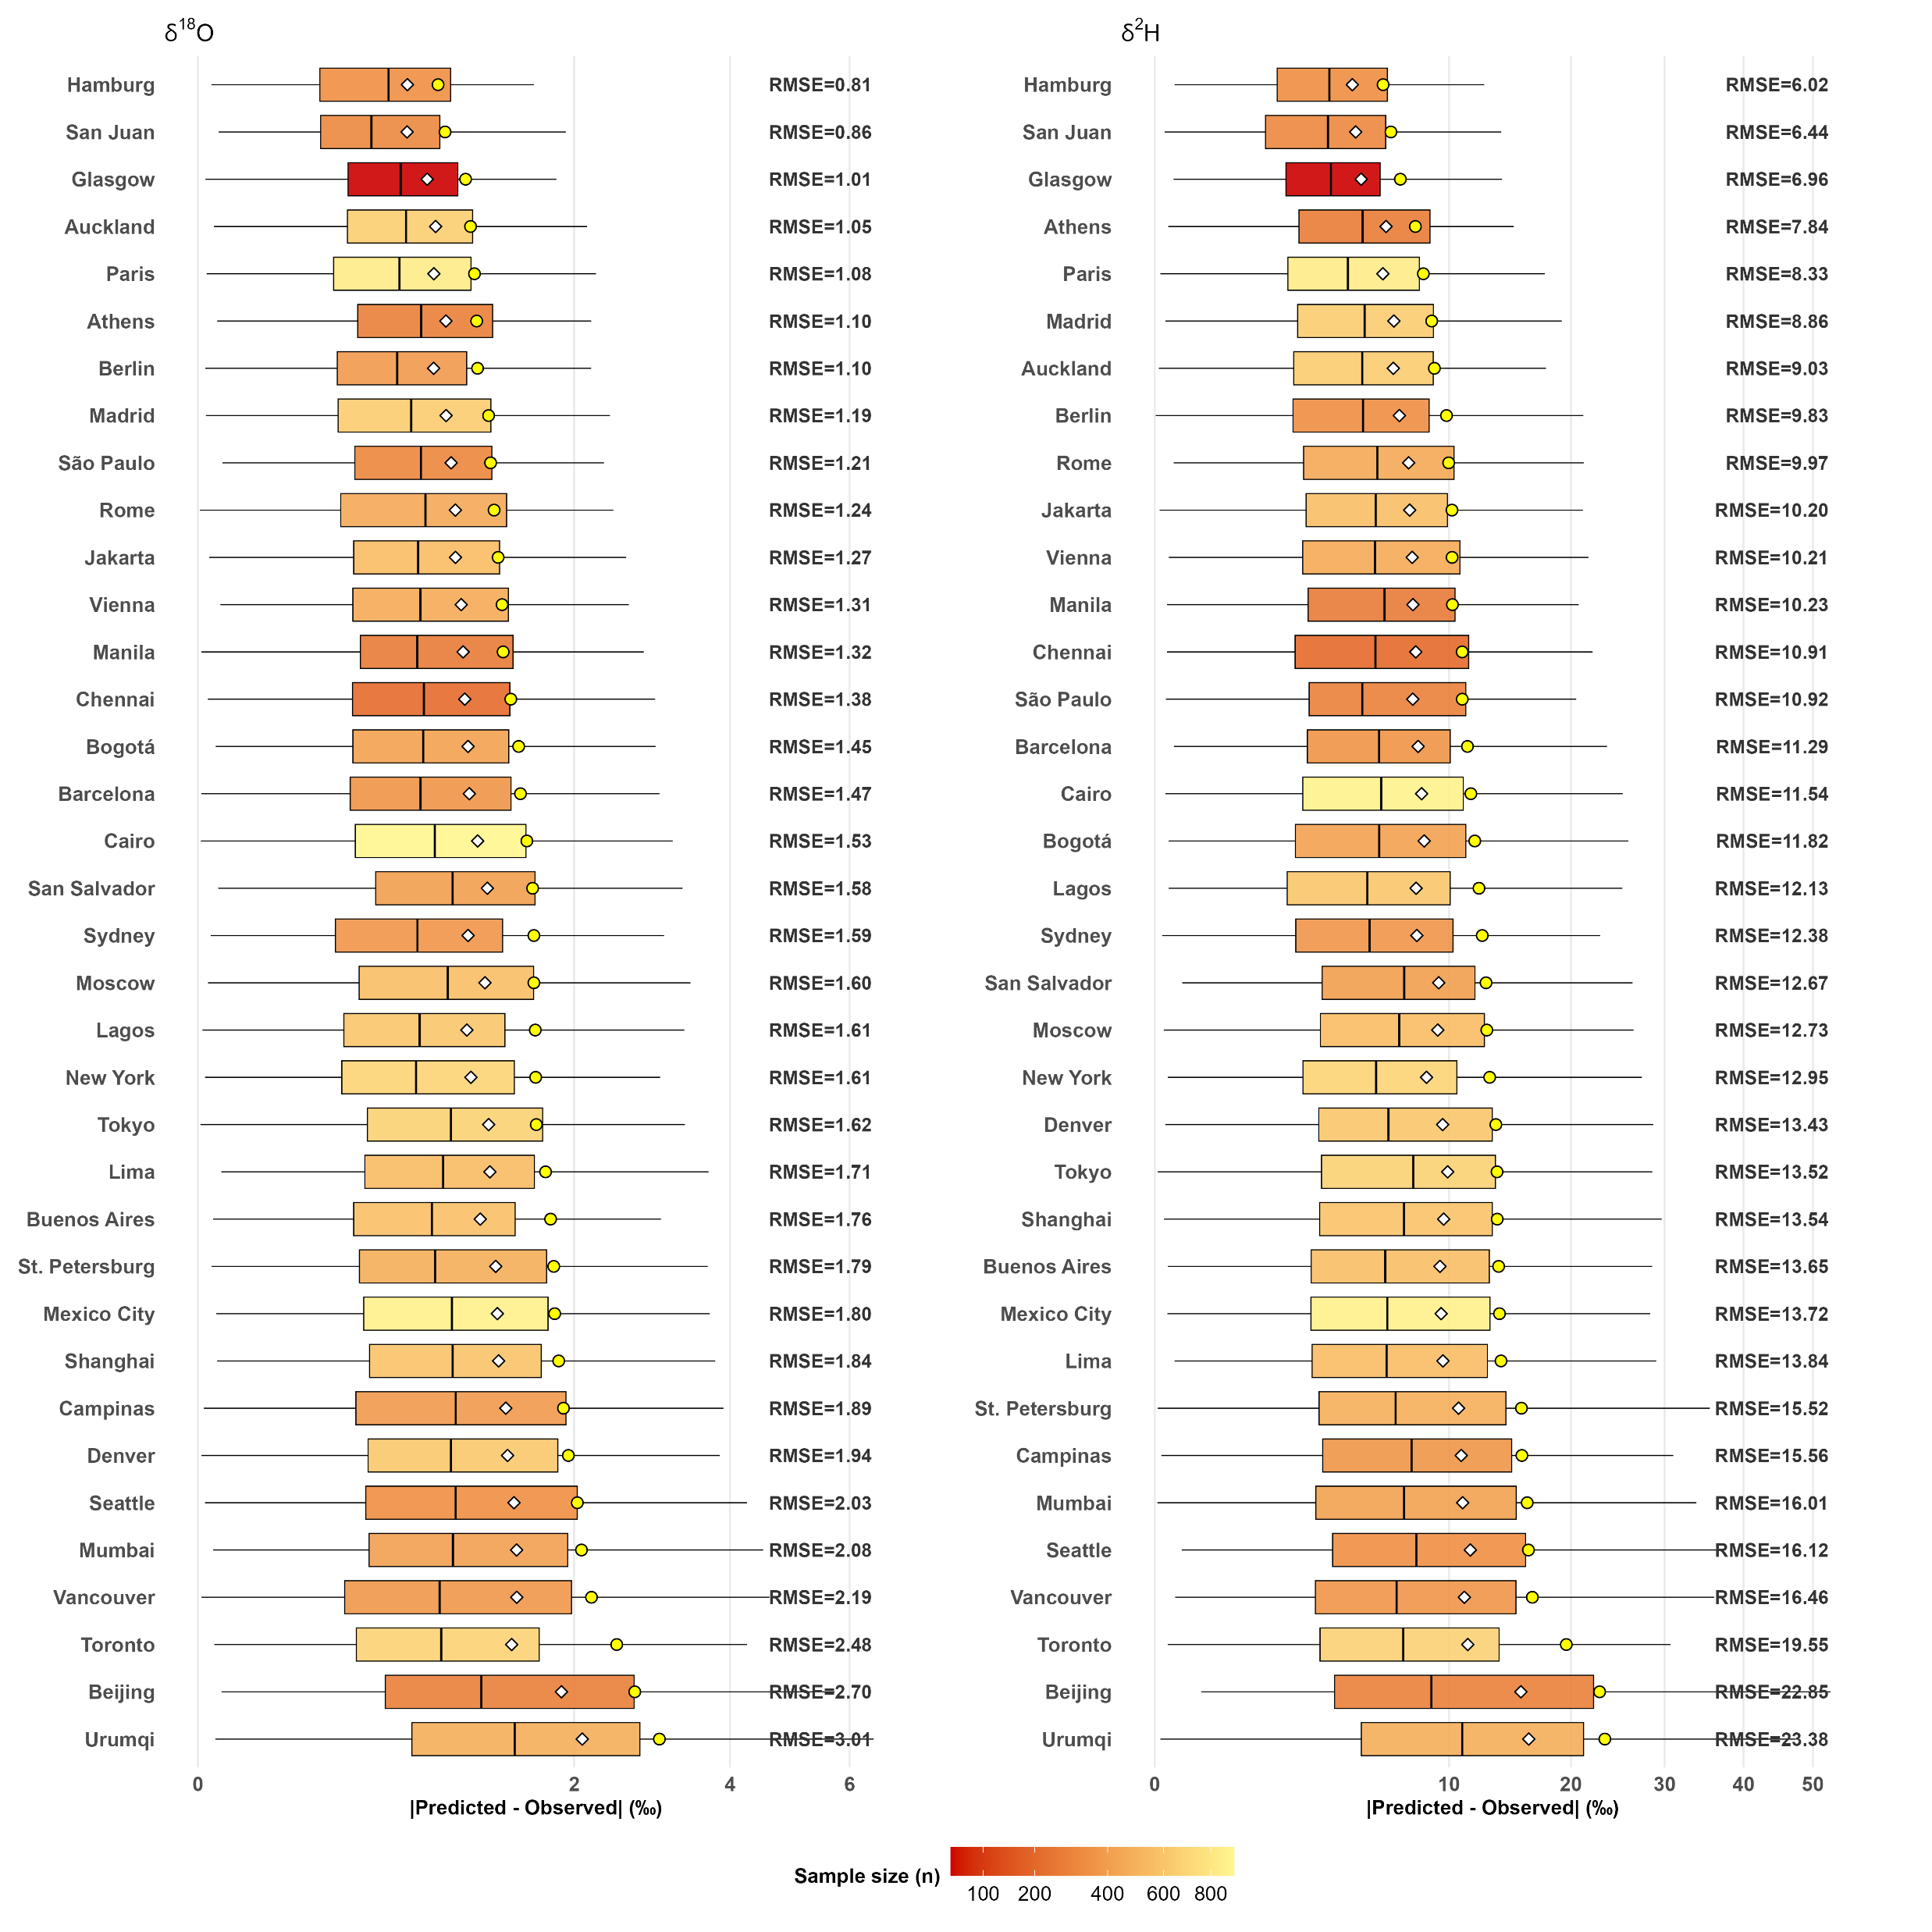 δ18O
Hamburg RMSE=0.81
San Juan RMSE=0.86
Glasgow RMSE=1.01
Auckland RMSE=1.05
Paris RMSE=1.08
Athens RMSE=1.10
Berlin RMSE=1.10
Madrid RMSE=1.19
São Paulo RMSE=1.21
Rome RMSE=1.24
Jakarta RMSE=1.27
Vienna RMSE=1.31
Manila RMSE=1.32
Chennai RMSE=1.38
Bogotá RMSE=1.45
Barcelona RMSE=1.47
Cairo RMSE=1.53
San Salvador RMSE=1.58
Sydney RMSE=1.59
Moscow RMSE=1.60
Lagos RMSE=1.61
New York RMSE=1.61
Tokyo RMSE=1.62
Lima RMSE=1.71
Buenos Aires RMSE=1.76
St. Petersburg RMSE=1.79
Mexico City RMSE=1.80
Shanghai RMSE=1.84
Campinas RMSE=1.89
Denver RMSE=1.94
Seattle RMSE=2.03
Mumbai RMSE=2.08
Vancouver RMSE=2.19
Toronto RMSE=2.48
Beijing RMSE=2.70
Urumqi RMSE=3.01
0 2 4 6
|Predicted - Observed| (‰)
δ2H
Hamburg RMSE=6.02
San Juan RMSE=6.44
Glasgow RMSE=6.96
Athens RMSE=7.84
Paris RMSE=8.33
Madrid RMSE=8.86
Auckland RMSE=9.03
Berlin RMSE=9.83
Rome RMSE=9.97
Jakarta RMSE=10.20
Vienna RMSE=10.21
Manila RMSE=10.23
Chennai RMSE=10.91
São Paulo RMSE=10.92
Barcelona RMSE=11.29
Cairo RMSE=11.54
Bogotá RMSE=11.82
Lagos RMSE=12.13
Sydney RMSE=12.38
San Salvador RMSE=12.67
Moscow RMSE=12.73
New York RMSE=12.95
Denver RMSE=13.43
Tokyo RMSE=13.52
Shanghai RMSE=13.54
Buenos Aires RMSE=13.65
Mexico City RMSE=13.72
Lima RMSE=13.84
St. Petersburg RMSE=15.52
Campinas RMSE=15.56
Mumbai RMSE=16.01
Seattle RMSE=16.12
Vancouver RMSE=16.46
Toronto RMSE=19.55
Beijing RMSE=22.85
Urumqi RMSE=23.38
0 10 20 30 40 50
|Predicted - Observed| (‰)
Sample size (n)
100 200 400 600 800